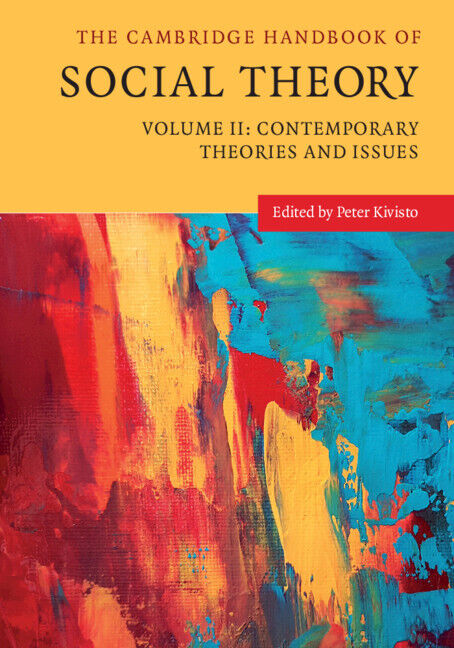 THE CAMBRIDGE HANDBOOK OF
SOCIAL THEORY
VOLUME II: CONTEMPORARY
THEORIES AND ISSUES
Edited by Peter Kivisto